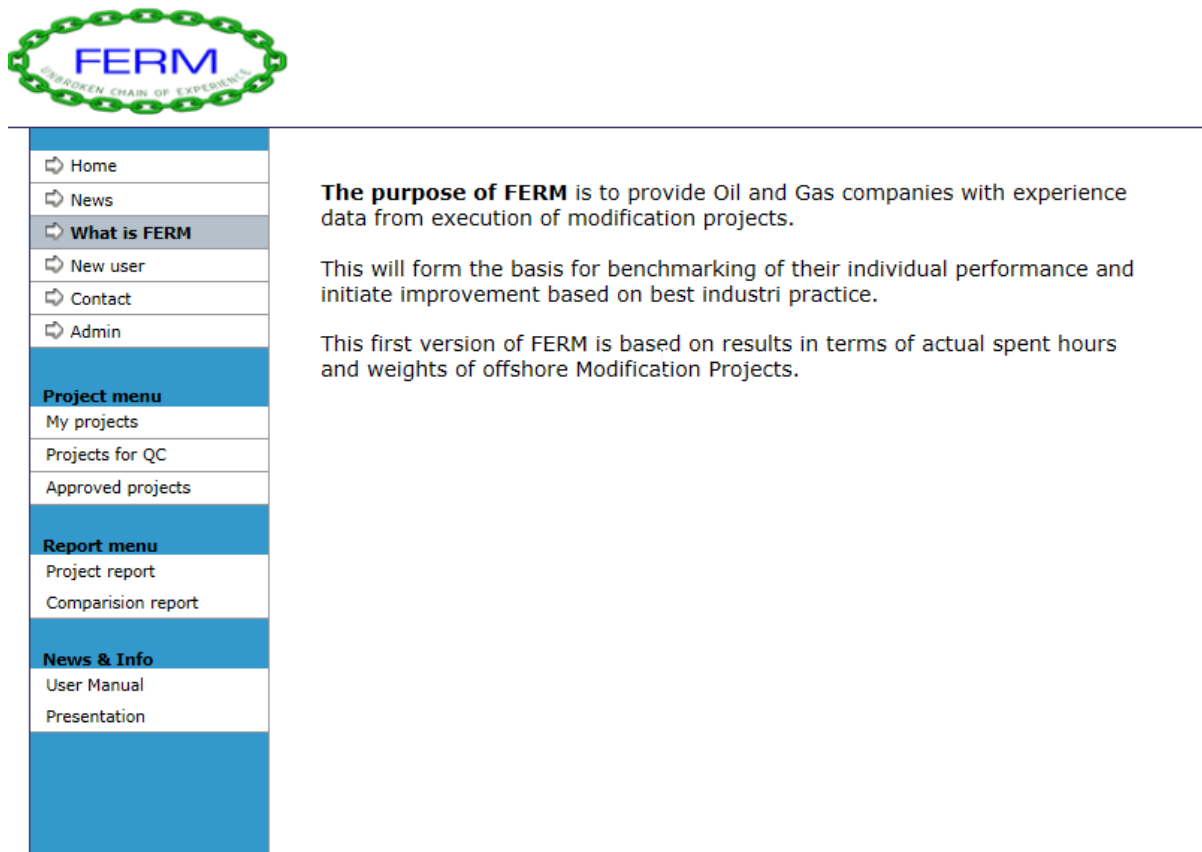 FERM
UNBROKEN CHAIN OF EXPERIENCE
Home
News
What is FERM
New user
Contact
Admin
Project menu
My projects
Projects for QC
Approved projects
Report menu
Project report
Comparision report
News & Info
User Manual
Presentation
The purpose of FERM is to provide Oil and Gas companies with experience
data from execution of modification projects.
This will form the basis for benchmarking of their individual performance and
initiate improvement based on best industri practice.
This first version of FERM is based on results in terms of actual spent hours
and weights of offshore Modification Projects.